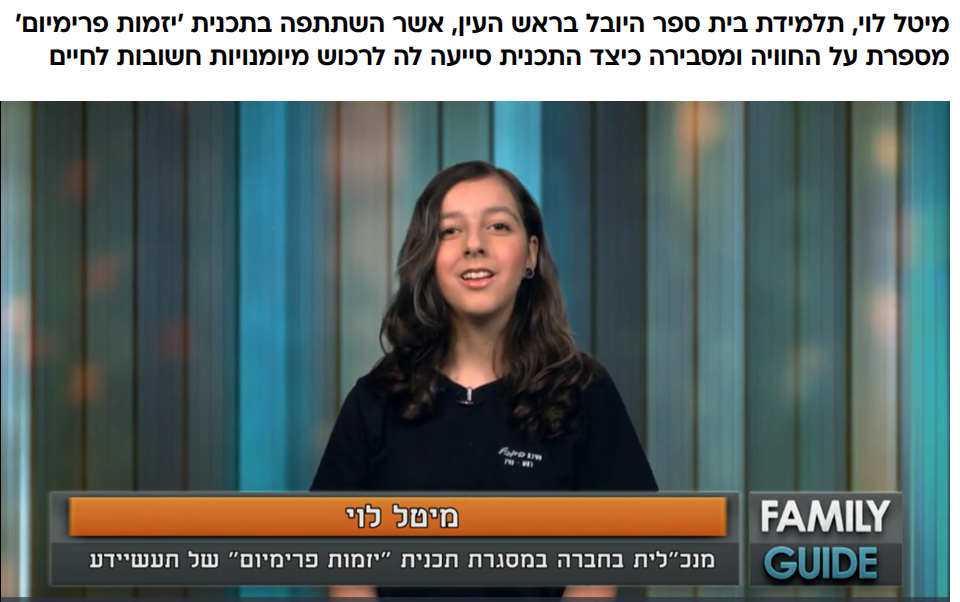 מיטל לוי, תלמידת בית ספר היובל בראש העין, אשר השתתפה בתכנית 'יזמות פרימיום'
מספרת על החוויה ומסבירה כיצד התכנית סייעה לה לרכוש מיומנויות חשובות לחיים
מיטל לוי
מנכ"לית בחברה במסגרת תכנית "יזמות פרימיום" של תעשיידע
FAMILY
GUIDE